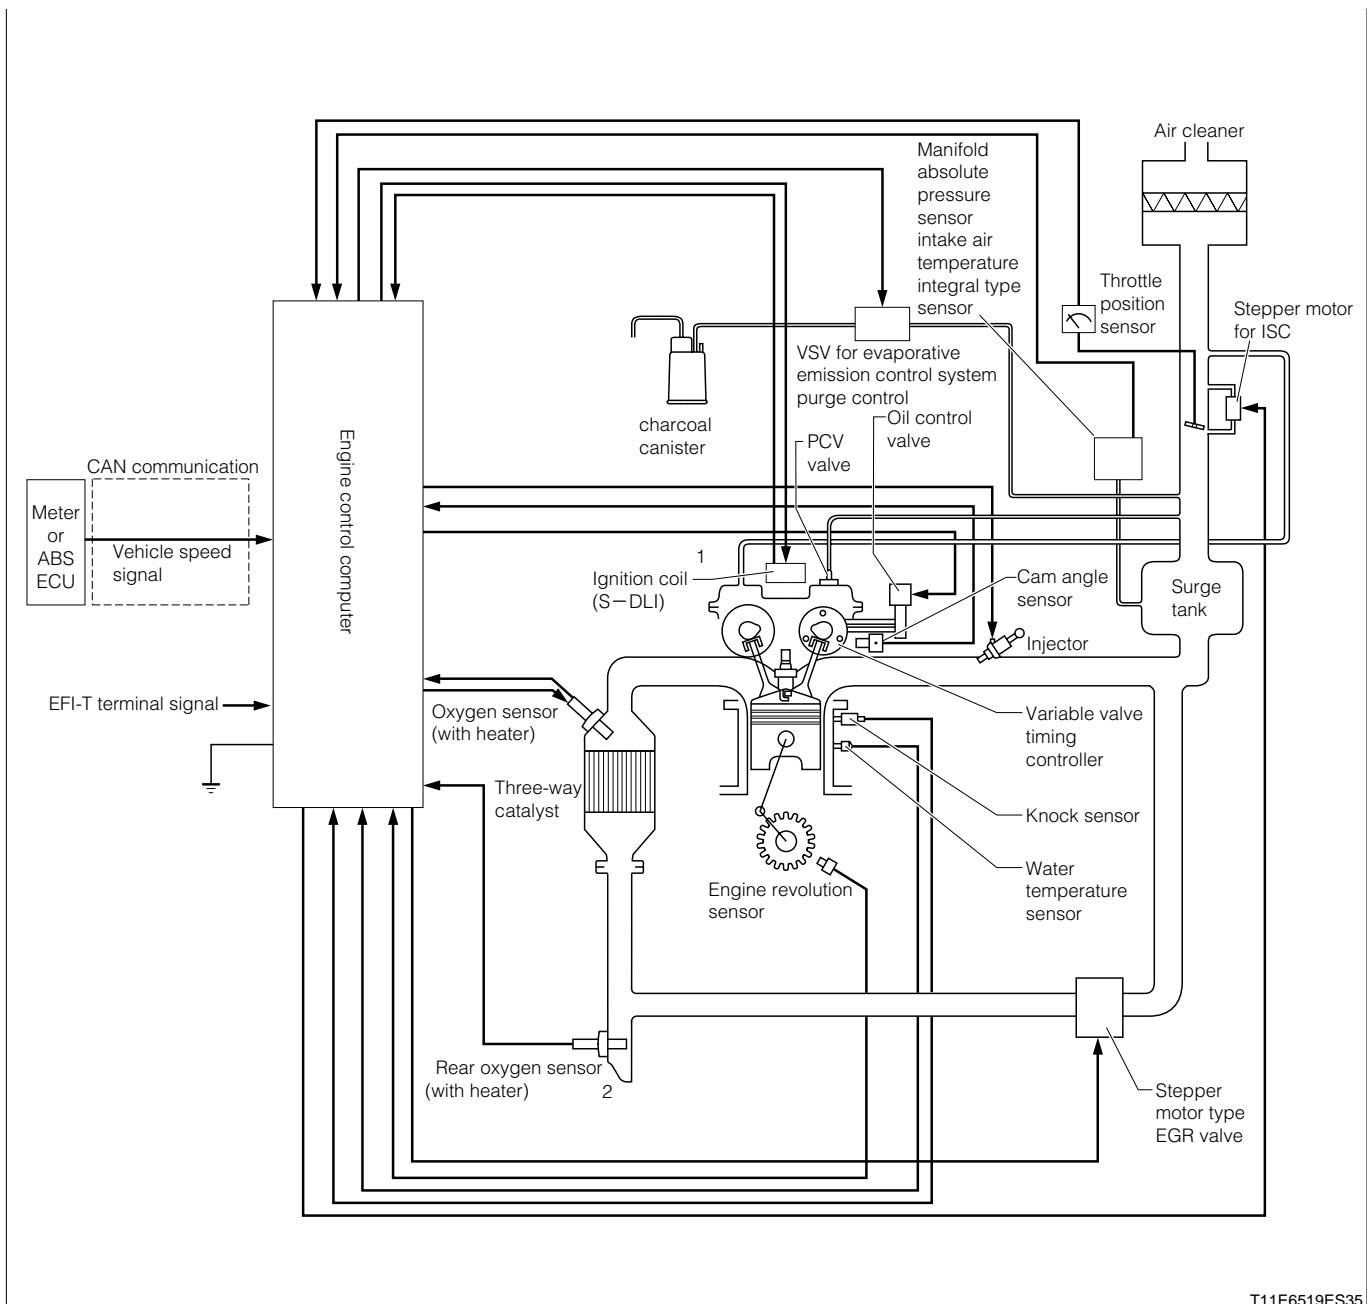 Air cleaner
Manifold
absolute
pressure
sensor
intake air
temperature
integral type
sensor
Throttle
position
sensor
Stepper motor
for ISC
VSV for evaporative
emission control system
purge control
charcoal
canister
Oil control
valve
PCV
valve
Engine control computer
CAN communication
Meter
or
ABS
ECU
Vehicle speed
signal
1
Ignition coil
(S−DLI)
Cam angle
sensor
Surge
tank
Injector
EFI-T terminal signal
Oxygen sensor
(with heater)
Variable valve
timing
controller
Three-way
catalyst
Knock sensor
Engine revolution
sensor
Water
temperature
sensor
Rear oxygen sensor
(with heater)
2
Stepper
motor type
EGR valve
T11E6519ES35